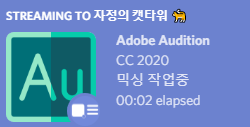 STREAMING TO 자정의 캣타워 🐈
Au
Adobe Audition
CC 2020
믹싱 작업중
00:02 elapsed